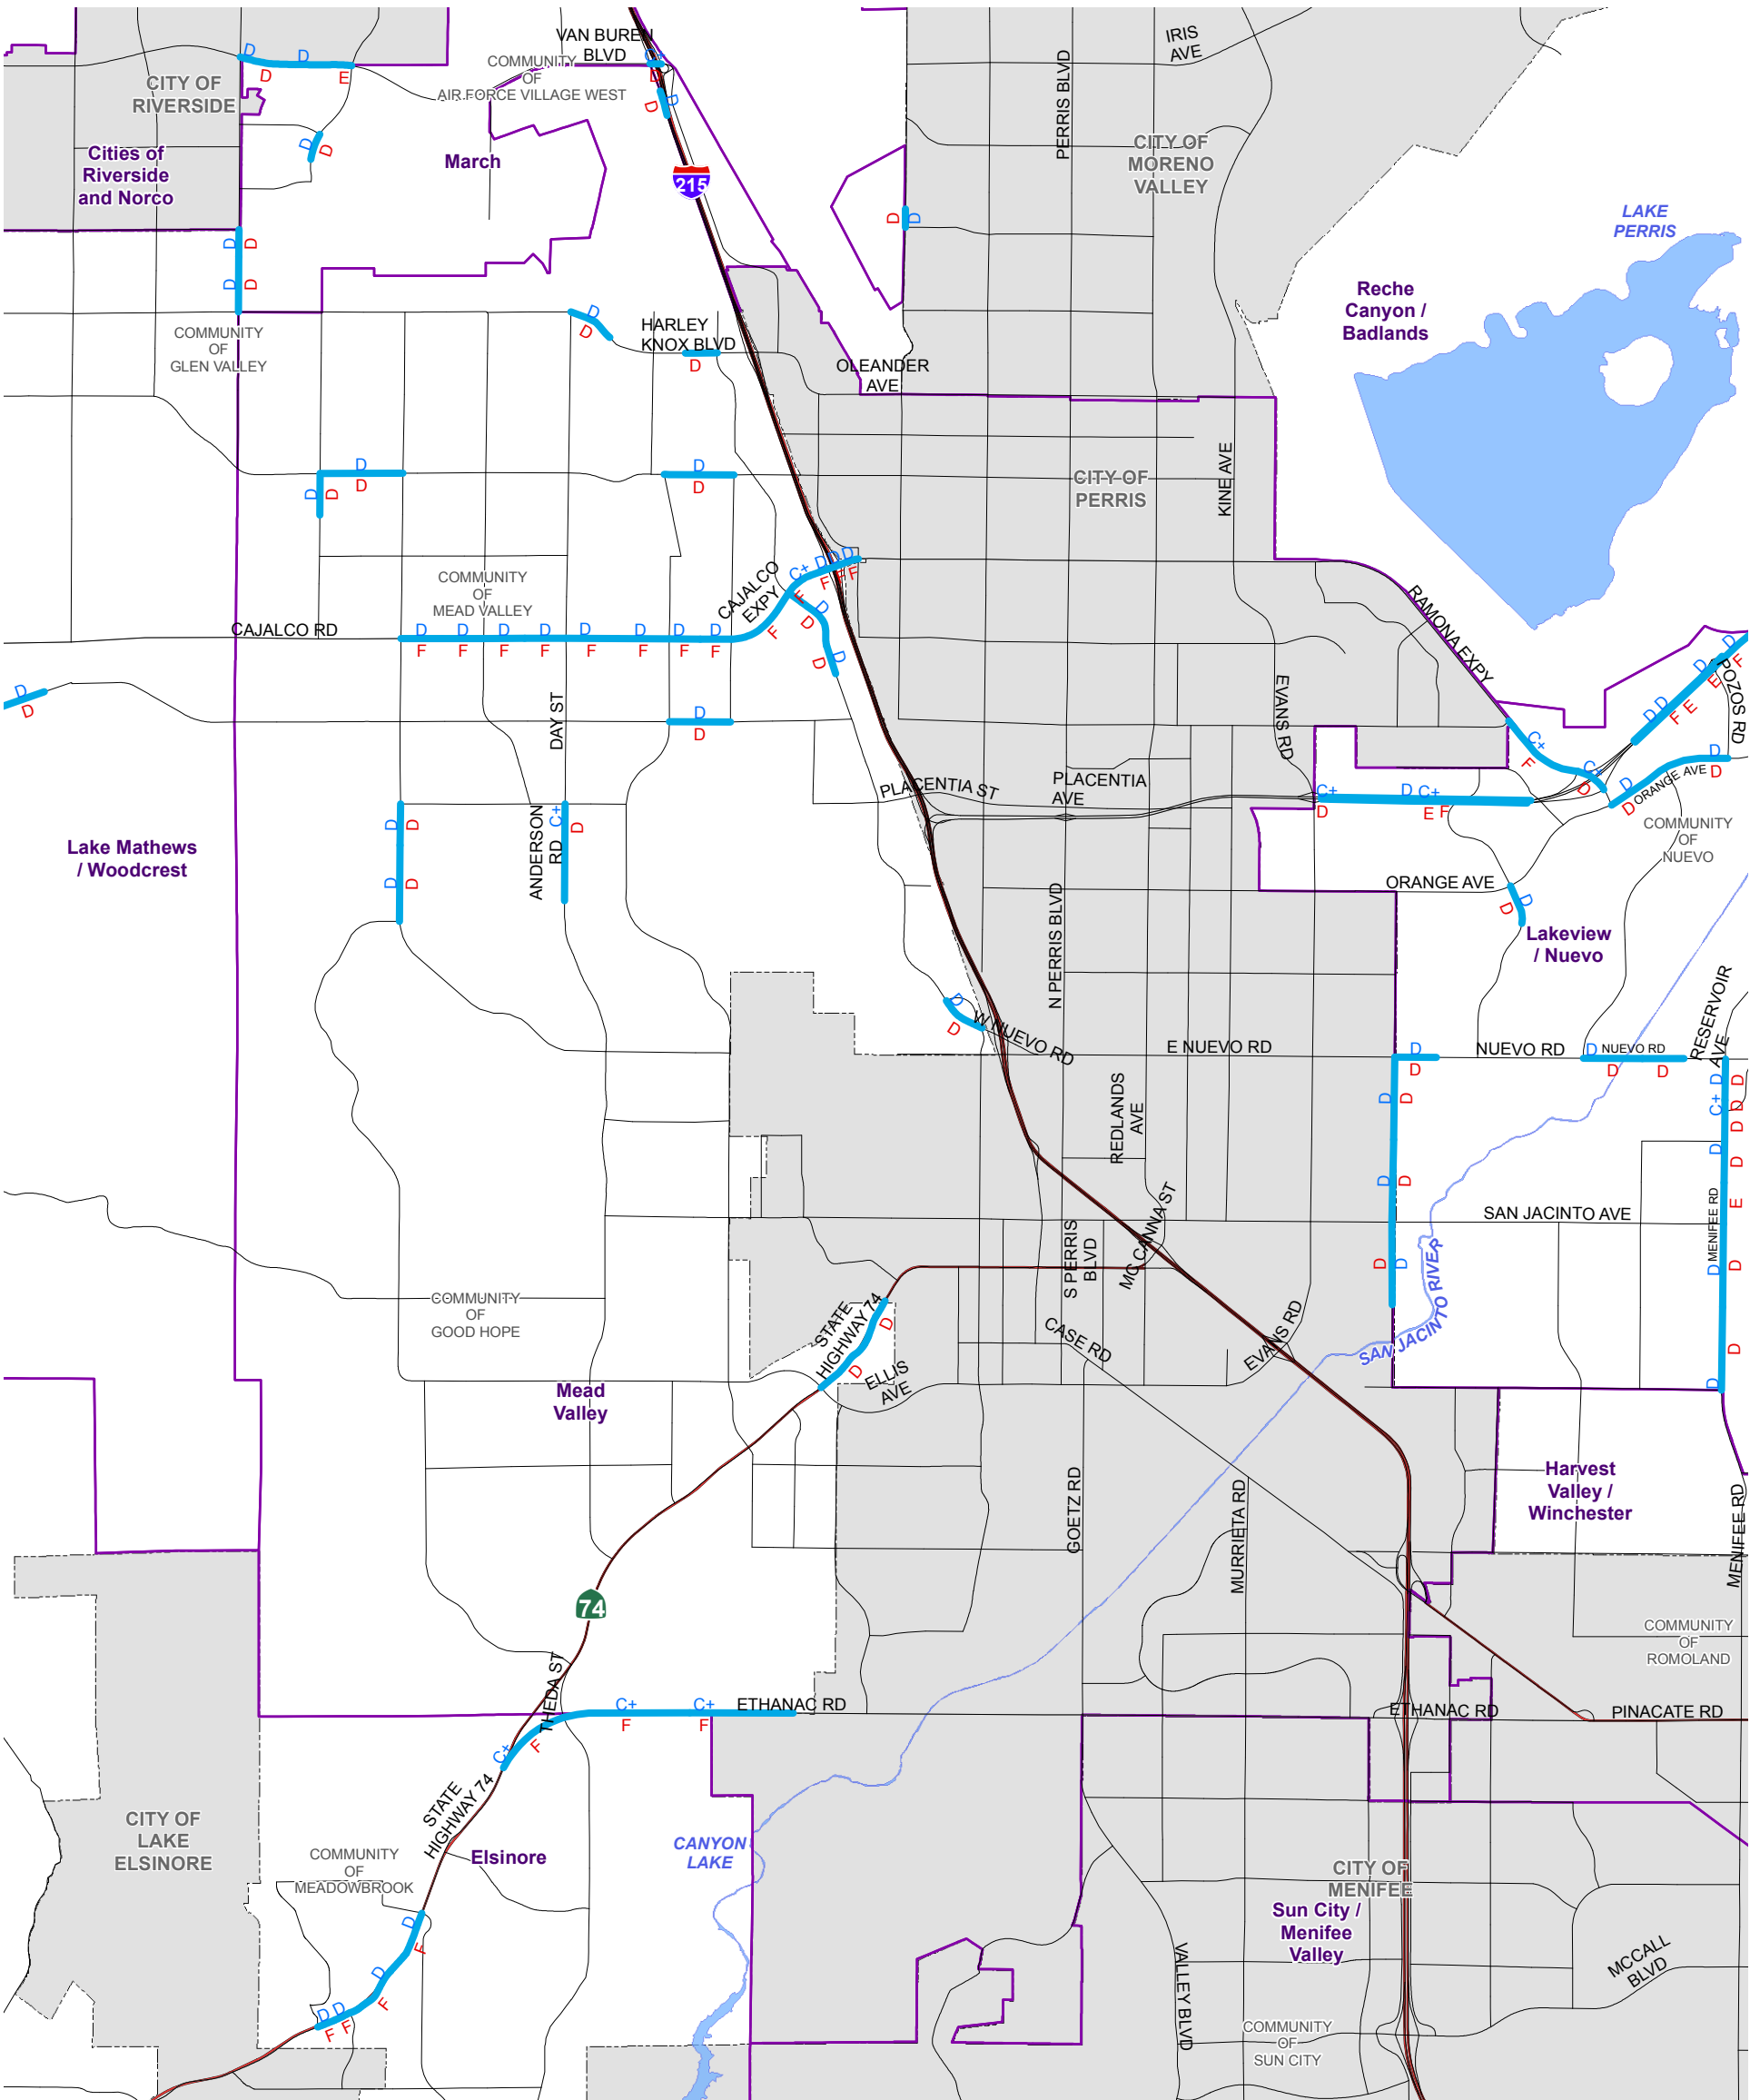 VAN BUREN
BLVD
IRIS
AVE
PERRIS BLVD
D
D
D
E
C+
D
COMMUNITY
OF
AIR FORCE VILLAGE WEST
CITY OF
RIVERSIDE
D
D
CITY OF
MORENO
VALLEY
Cities of
Riverside
and Norco
March
D
D
215
LAKE
PERRIS
D
D
D
D
D
D
Reche
Canyon /
Badlands
COMMUNITY
OF
GLEN VALLEY
D
D
HARLEY
KNOX BLVD
D
OLEANDER
AVE
KINE AVE
CITY OF
PERRIS
D
D
D
D
D
D
COMMUNITY
OF
MEAD VALLEY
CAJALCO
EXPY
C+
D
D
D
F
F
F
F
F
D
D
D
D
CAJALCO RD
D
D
D
D
D
D
D
D
F
F
F
F
F
F
F
F
RAMONA EXPY
D
D
DAY ST
D
D
EVANS RD
D
D
D
D
F
E
E
F
POZOS RD
C+
F
C+
D
D
D
ORANGE AVE
D
D
PLACENTIA ST
PLACENTIA
AVE
C+
D
C+
D
E
F
COMMUNITY
OF
NUEVO
Lake Mathews
/ Woodcrest
D
D
D
D
ANDERSON
RD
C+
D
ORANGE AVE
D
D
Lakeview
/ Nuevo
N PERRIS BLVD
D
D
W NUEVO RD
E NUEVO RD
D
D
NUEVO RD
D
NUEVO RD
D
D
RESERVOIR
AVE
REDLANDS
AVE
D
D
D
D
D
D
D
C+
D
D
D
D
D
D
D
E
D
D
D
MENIFEE RD
SAN JACINTO AVE
SAN JACINTO RIVER
S PERRIS
BLVD
MC CANNA ST
COMMUNITY
OF
GOOD HOPE
STATE
HIGHWAY 74
D
D
ELLIS
AVE
CASE RD
EVANS RD
Mead
Valley
Harvest
Valley /
Winchester
GOETZ RD
MURRIETA RD
MENIFEE RD
74
COMMUNITY
OF
ROMOLAND
THEDA ST
C+
C+
F
F
ETHANAC RD
ETHANAC RD
PINACATE RD
C+
F
STATE
HIGHWAY 74
CITY OF
LAKE
ELSINORE
COMMUNITY
OF
MEADOWBROOK
Elsinore
CANYON
LAKE
CITY OF
MENIFEE
Sun City /
Menifee
Valley
D
F
D
F
D
D
F
F
VALLEY BLVD
MCCALL
BLVD
COMMUNITY
OF
SUN CITY